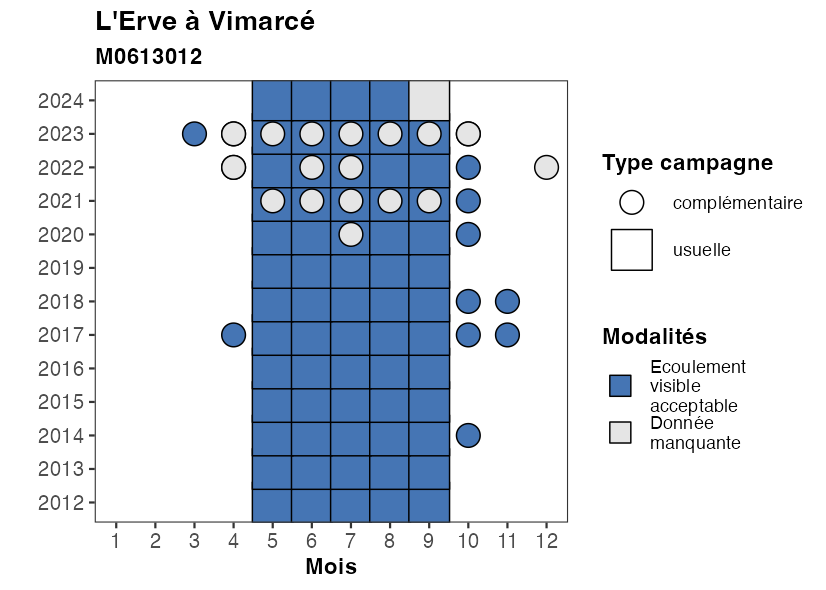 L'Erve à Vimarcé
M0613012
2024
2023
2022
2021
2020
2019
2018
2017
2016
2015
2014
2013
2012
1 2 3 4 5 6 7 8 9 10 11 12
Mois
Type campagne
complémentaire
usuelle
Modalités
Ecoulement
visible
acceptable
Donnée
manquante